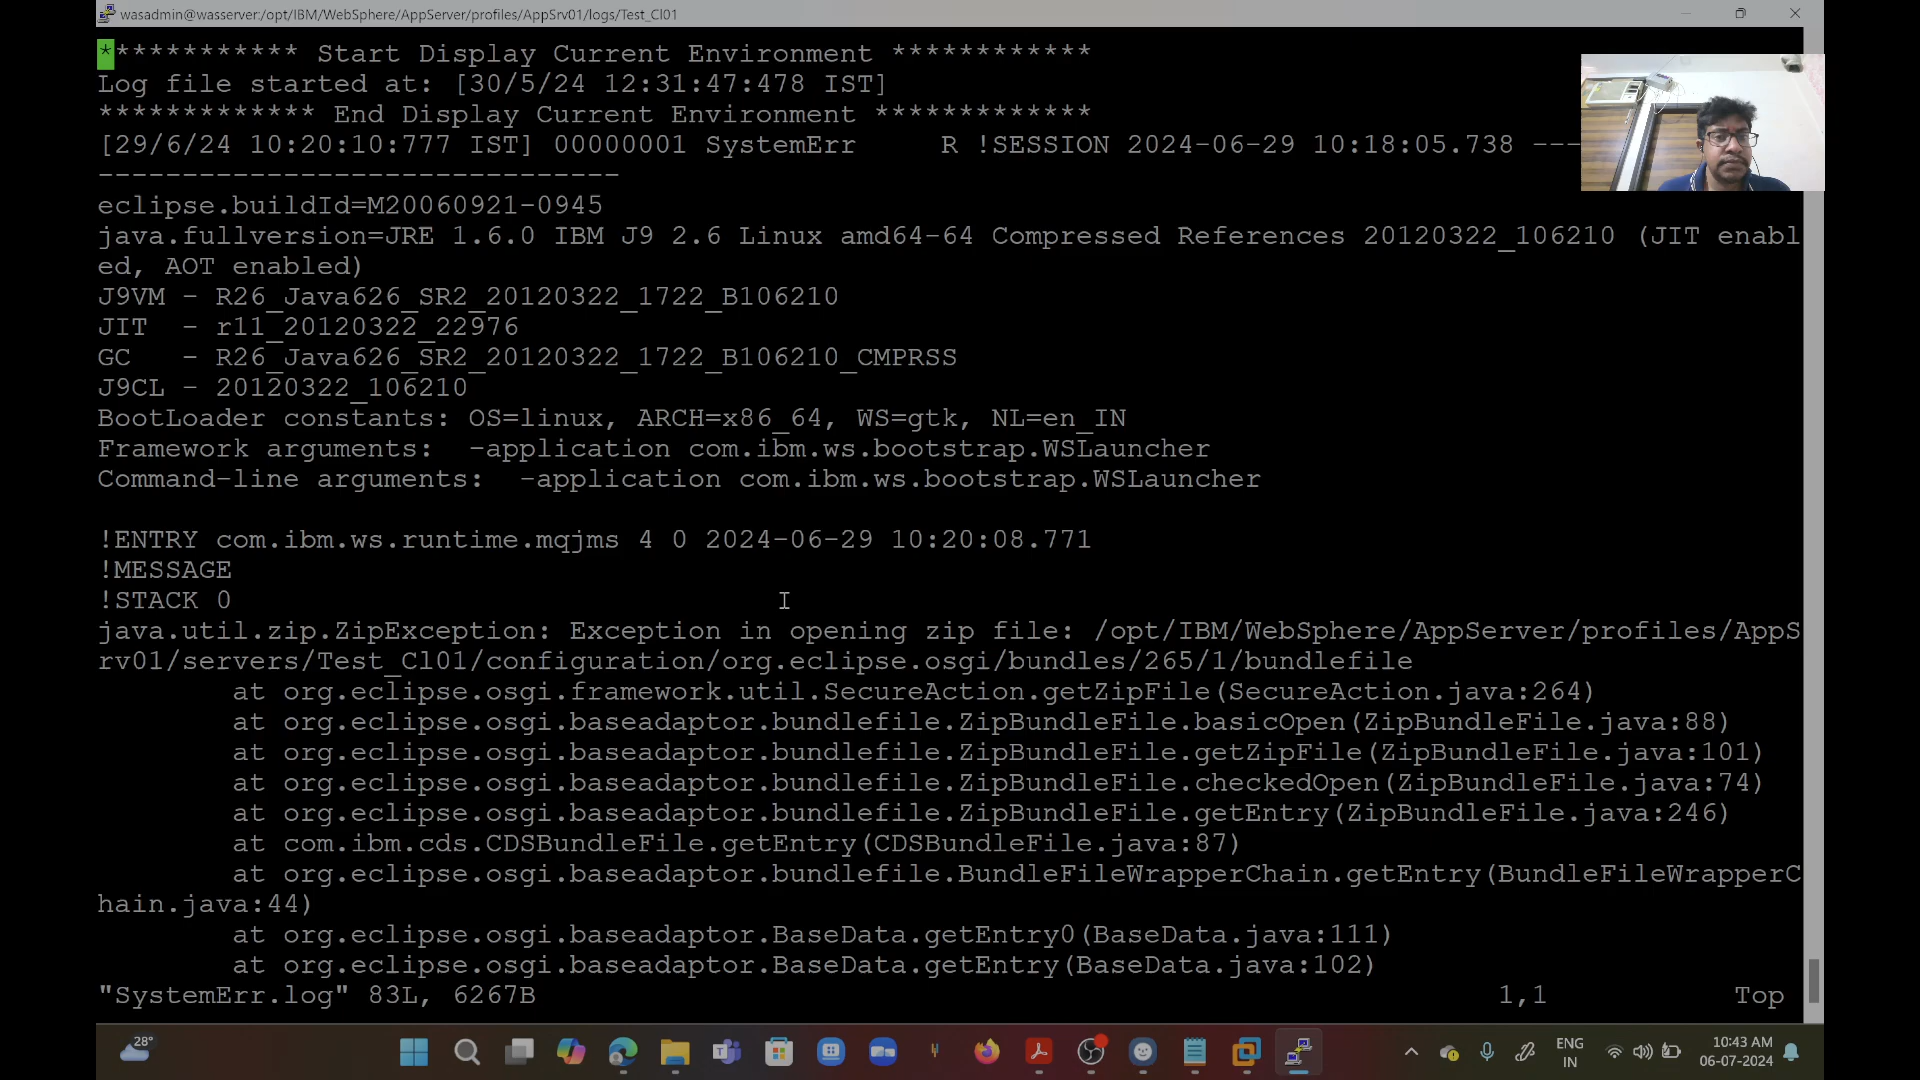 wasadmin@wasserver:/opt/IBM/WebSphere/AppServer/profiles/AppSrv01/logs/Test_Cl01
************ Start Display Current Environment ************
Log file started at: [30/5/24 12:31:47:478 IST]
************* End Display Current Environment *************
[29/6/24 10:20:10:777 IST] 00000001 SystemErr     R !SESSION 2024-06-29 10:18:05.738 ---
-------------------------------
eclipse.buildId=M20060921-0945
java.fullversion=JRE 1.6.0 IBM J9 2.6 Linux amd64-64 Compressed References 20120322_106210 (JIT enabl
ed, AOT enabled)
J9VM - R26_Java626_SR2_20120322_1722_B106210
JIT  - r11_20120322_22976
GC   - R26_Java626_SR2_20120322_1722_B106210_CMPRSS
J9CL - 20120322_106210
BootLoader constants: OS=linux, ARCH=x86_64, WS=gtk, NL=en_IN
Framework arguments:  -application com.ibm.ws.bootstrap.WSLauncher
Command-line arguments:  -application com.ibm.ws.bootstrap.WSLauncher
!ENTRY com.ibm.ws.runtime.mqjms 4 0 2024-06-29 10:20:08.771
!MESSAGE
!STACK 0
java.util.zip.ZipException: Exception in opening zip file: /opt/IBM/WebSphere/AppServer/profiles/AppS
rv01/servers/Test_Cl01/configuration/org.eclipse.osgi/bundles/265/1/bundlefile
        at org.eclipse.osgi.framework.util.SecureAction.getZipFile(SecureAction.java:264)
        at org.eclipse.osgi.baseadaptor.bundlefile.ZipBundleFile.basicOpen(ZipBundleFile.java:88)
        at org.eclipse.osgi.baseadaptor.bundlefile.ZipBundleFile.getZipFile(ZipBundleFile.java:101)
        at org.eclipse.osgi.baseadaptor.bundlefile.ZipBundleFile.checkedOpen(ZipBundleFile.java:74)
        at org.eclipse.osgi.baseadaptor.bundlefile.ZipBundleFile.getEntry(ZipBundleFile.java:246)
        at com.ibm.cds.CDSBundleFile.getEntry(CDSBundleFile.java:87)
        at org.eclipse.osgi.baseadaptor.bundlefile.BundleFileWrapperChain.getEntry(BundleFileWrapperC
hain.java:44)
        at org.eclipse.osgi.baseadaptor.BaseData.getEntry0(BaseData.java:111)
        at org.eclipse.osgi.baseadaptor.BaseData.getEntry(BaseData.java:102)
"SystemErr.log" 83L, 6267B                                                         1,1           Top
28°
ENG
IN
10:43 AM
06-07-2024